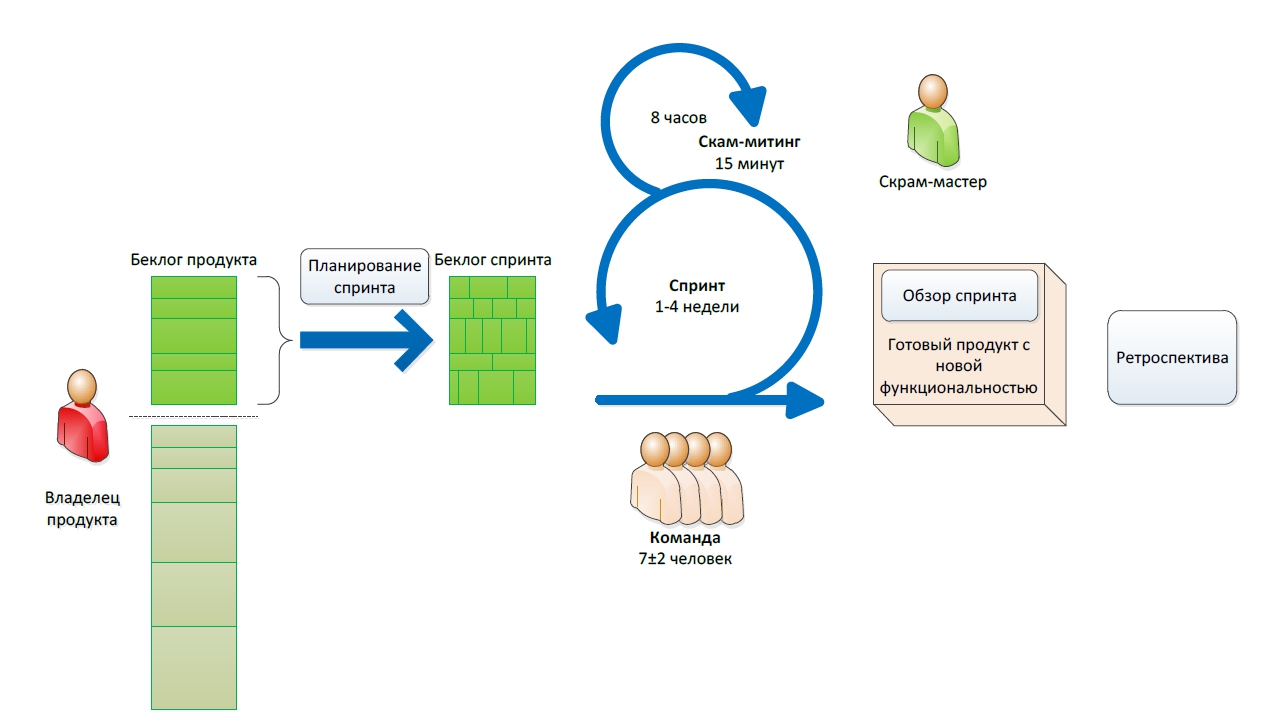 8 часов
Скам-митинг
15 минут
Скрам-мастер
Беклог продукта
Планирование
спринта
Беклог спринта
Спринт
1-4 недели
Обзор спринта
Готовый продукт с
новой
функциональностью
Ретроспектива
Владелец
продукта
Команда
7±2 человек